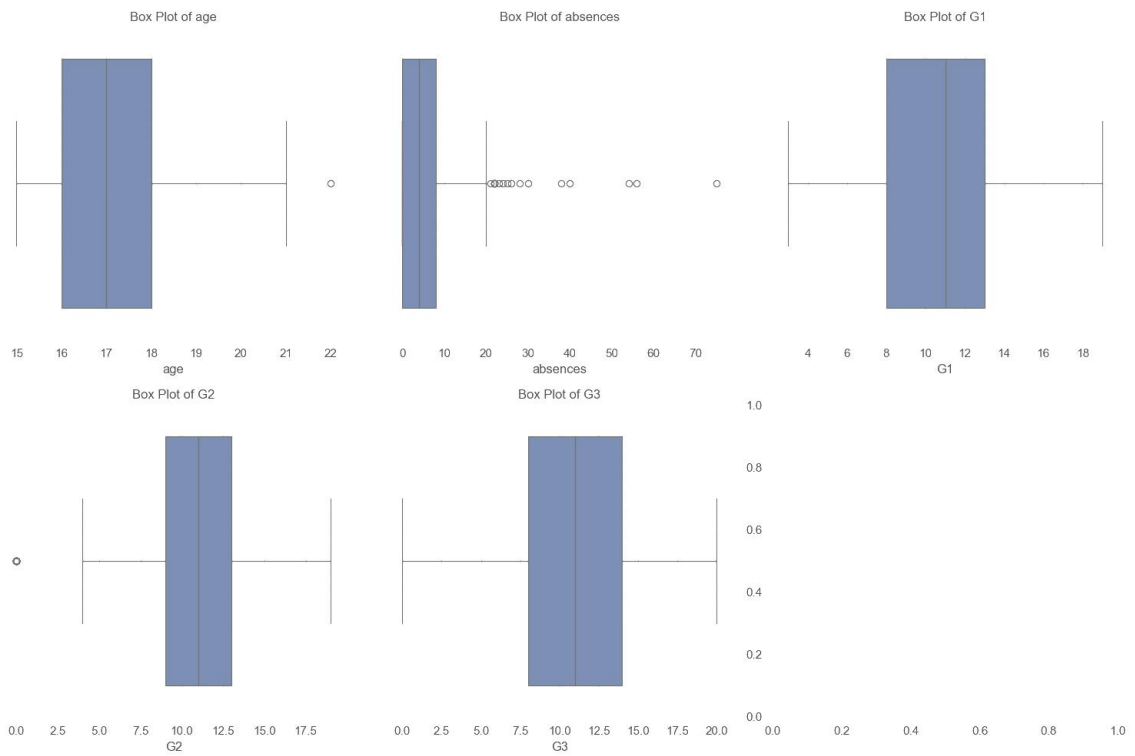 Box Plot of age
15 16 17 18 19 20 21 22
age
Box Plot of absences
0 10 20 30 40 50 60 70
absences
Box Plot of G1
4 6 8 10 12 14 16 18
G1
Box Plot of G2
0.0 2.5 5.0 7.5 10.0 12.5 15.0 17.5
G2
Box Plot of G3
0.0 2.5 5.0 7.5 10.0 12.5 15.0 17.5 20.0
G3
1.0
0.8
0.6
0.4
0.2
0.0
0.0 0.2 0.4 0.6 0.8 1.0